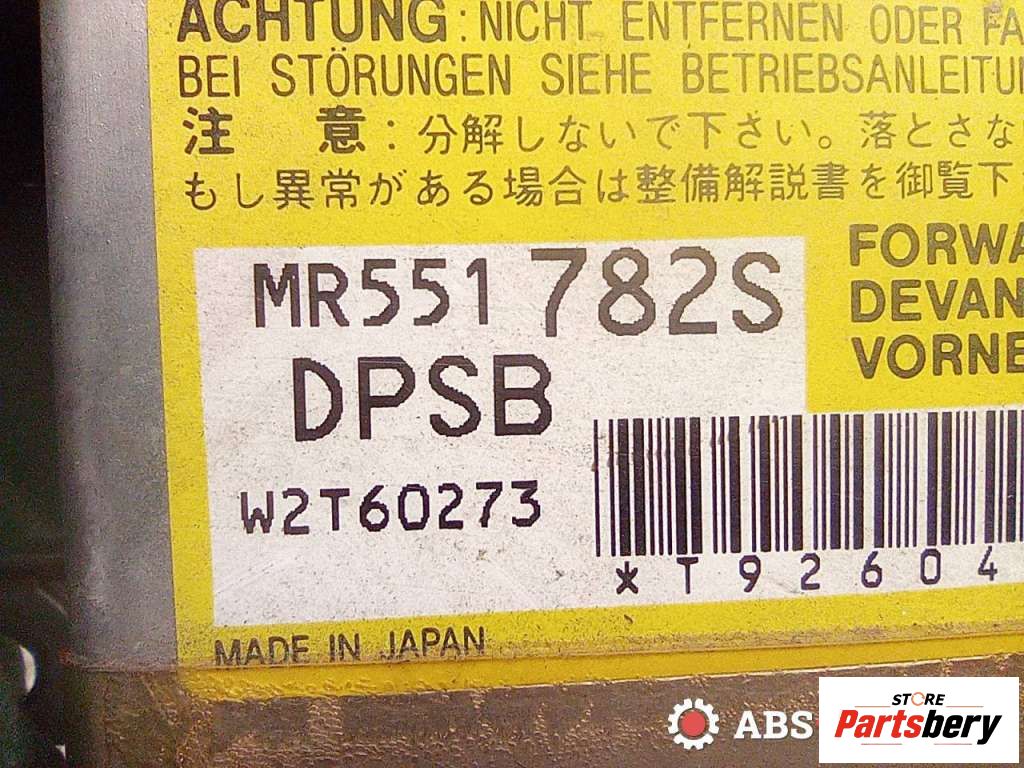 ACHTUNG: NICHT ENTFERNEN ODER FA
BEI STÖRUNGEN SIEHE BETRIEBSANLEITU
注 意: 分解しないで下さい。落とさな
もし異常がある場合は整備解説書を御覧下
MR551 782S
DPSB
W2T60273
FORWA
DEVAN
VORNE
*T92604
MADE IN JAPAN
ABS
STORE
Partsbery